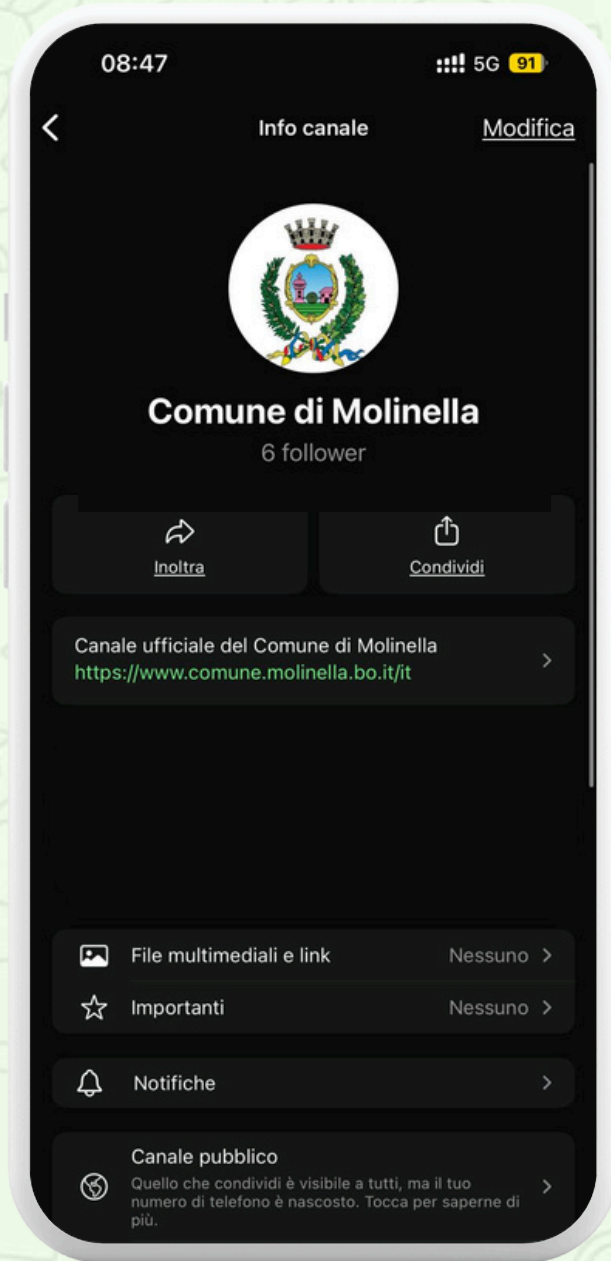 08:47
5G 91
Info canale
Modifica
Comune di Molinella
6 follower
Inoltra
Condividi
Canale ufficiale del Comune di Molinella
https://www.comune.molinella.bo.it/it
File multimediali e link
Nessuno
Importanti
Nessuno
Notifiche
Canale pubblico
Quello che condividi è visibile a tutti, ma il tuo
numero di telefono è nascosto. Tocca per saperne di
più.